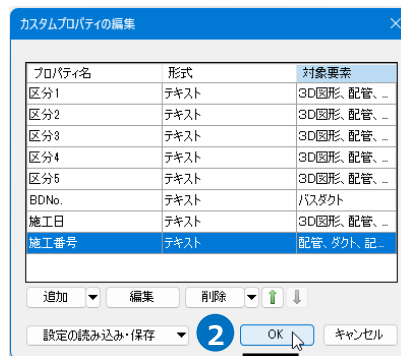 カスタムプロパティの編集
プロパティ名 形式 対象要素
区分1 テキスト 3D図形、配管、...
区分2 テキスト 3D図形、配管、...
区分3 テキスト 3D図形、配管、...
区分4 テキスト 3D図形、配管、...
区分5 テキスト 3D図形、配管、...
BDNo. テキスト バスダクト
施工日 テキスト 3D図形、配管、...
施工番号 テキスト 配管、ダクト、記...
追加 編集 削除
設定の読み込み・保存 2 OK キャンセル